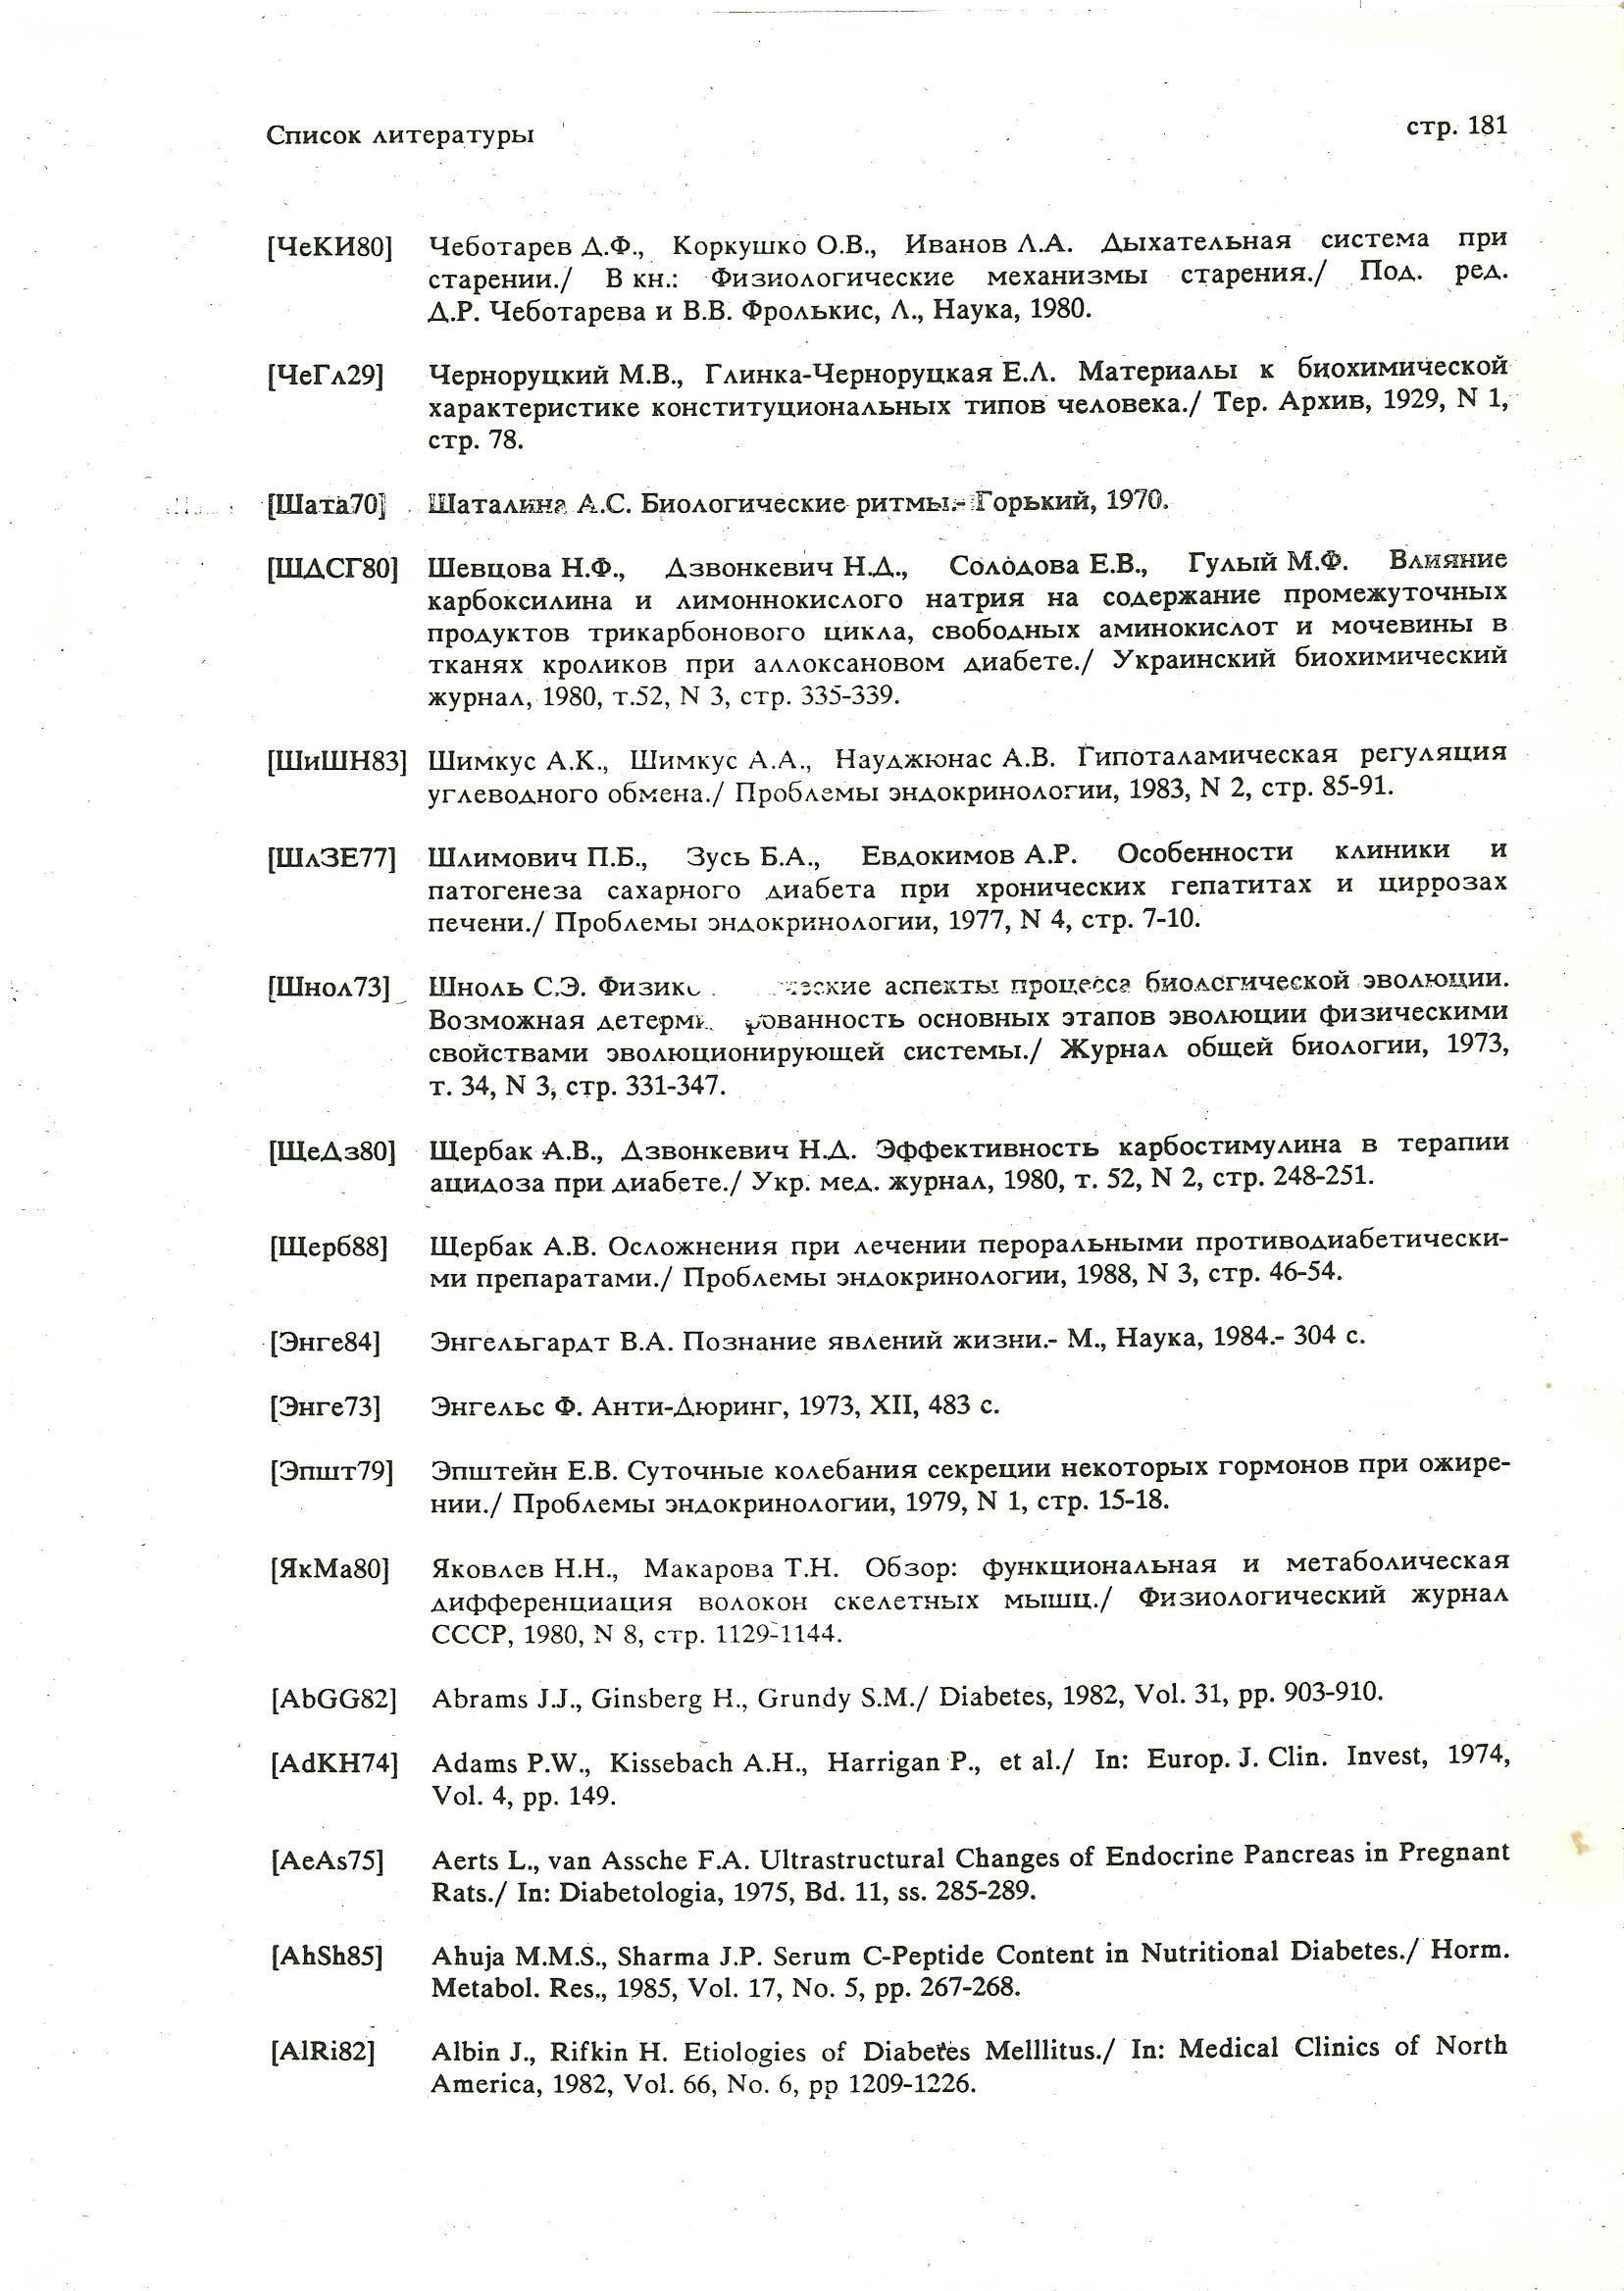 Список литературы
стр. 181
[ЧеКИ80] Чеботарев Д.Ф., Коркушко О.В., Иванов Л.А. Дыхательная система при
старении./ В кн.: Физиологические механизмы старения./ Под. ред.
Д.Р. Чеботарева и В.В. Фролькис, Л., Наука, 1980.
[ЧеГл29] Черноруцкий М.В., Глинка-Черноруцкая Е.Л. Материалы к биохимической
характеристике конституциональных типов человека./ Тер. Архив, 1929, N 1,
стр. 78.
[Шата70] Шаталина А.С. Биологические ритмы.- Горький, 1970.
[ШДСГ80] Шевцова Н.Ф., Дзвонкевич Н.Д., Солодова Е.В., Гулый М.Ф. Влияние
карбоксилина и лимоннокислого натрия на содержание промежуточных
продуктов трикарбонового цикла, свободных аминокислот и мочевины в
тканях кроликов при аллоксановом диабете./ Украинский биохимический
журнал, 1980, т.52, N 3, стр. 335-339.
[ШиШН83] Шимкус А.К., Шимкус А.А., Науджюнас А.В. Гипоталамическая регуляция
углеводного обмена./ Проблемы эндокринологии, 1983, N 2, стр. 85-91.
[ШлЗЕ77] Шлимович П.Б., Зусь Б.А., Евдокимов А.Р. Особенности клиники и
патогенеза сахарного диабета при хронических гепатитах и циррозах
печени./ Проблемы эндокринологии, 1977, N 4, стр. 7-10.
[Шнол73] Шноль С.Э. аспекты процесса биологической эволюции.
Возможная основных этапов эволюции физическими
свойствами эволюционирующей системы./ Журнал общей биологии, 1973,
т. 34, N 3, стр. 331-347.
[ЩеДз80] Щербак А.В., Дзвонкевич Н.Д. Эффективность карбостимулина в терапии
ацидоза при диабете./ Укр. мед. журнал, 1980, т. 52, N 2, стр. 248-251.
[Щерб88] Щербак А.В. Осложнения при лечении пероральными противодиабетически-
ми препаратами./ Проблемы эндокринологии, 1988, N 3, стр. 46-54.
[Энге84] Энгельгардт В.А. Познание явлений жизни.- М., Наука, 1984.- 304 с.
[Энге73] Энгельс Ф. Анти-Дюринг, 1973, XII, 483 с.
[Эпшт79] Эпштейн Е.В. Суточные колебания секреции некоторых гормонов при ожире-
нии./ Проблемы эндокринологии, 1979, N 1, стр. 15-18.
[ЯкМа80] Яковлев Н.Н., Макарова Т.Н. Обзор: функциональная и метаболическая
дифференциация волокон скелетных мышц./ Физиологический журнал
СССР, 1980, N 8, стр. 1129-1144.
[AbGG82] Abrams J.J., Ginsberg H., Grundy S.M./ Diabetes, 1982, Vol. 31, pp. 903-910.
[AdKH74] Adams P.W., Kissebach A.H., Harrigan P., et al./ In: Europ. J. Clin. Invest, 1974,
Vol. 4, pp. 149.
[AeAs75] Aerts L., van Assche F.A. Ultrastructural Changes of Endocrine Pancreas in Pregnant
Rats./ In: Diabetologia, 1975, Bd. 11, ss. 285-289.
[AhSh85] Ahuja M.M.S., Sharma J.P. Serum C-Peptide Content in Nutritional Diabetes./ Horm.
Metabol. Res., 1985, Vol. 17, No. 5, pp. 267-268.
[AlRi82] Albin J., Rifkin H. Etiologies of Diabetes Melllitus./ In: Medical Clinics of North
America, 1982, Vol. 66, No. 6, pp 1209-1226.